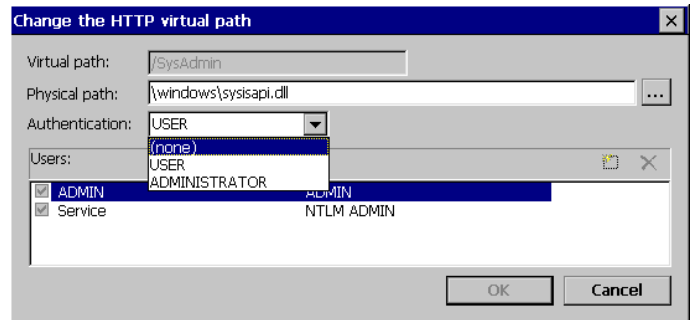 Change the HTTP virtual path
Virtual path: /SysAdmin
Physical path: \windows\sysisapi.dll ...
Authentication: USER
(none)
USER
ADMINISTRATOR
Users:
ADMIN ADMIN
Service NTLM ADMIN
OK Cancel